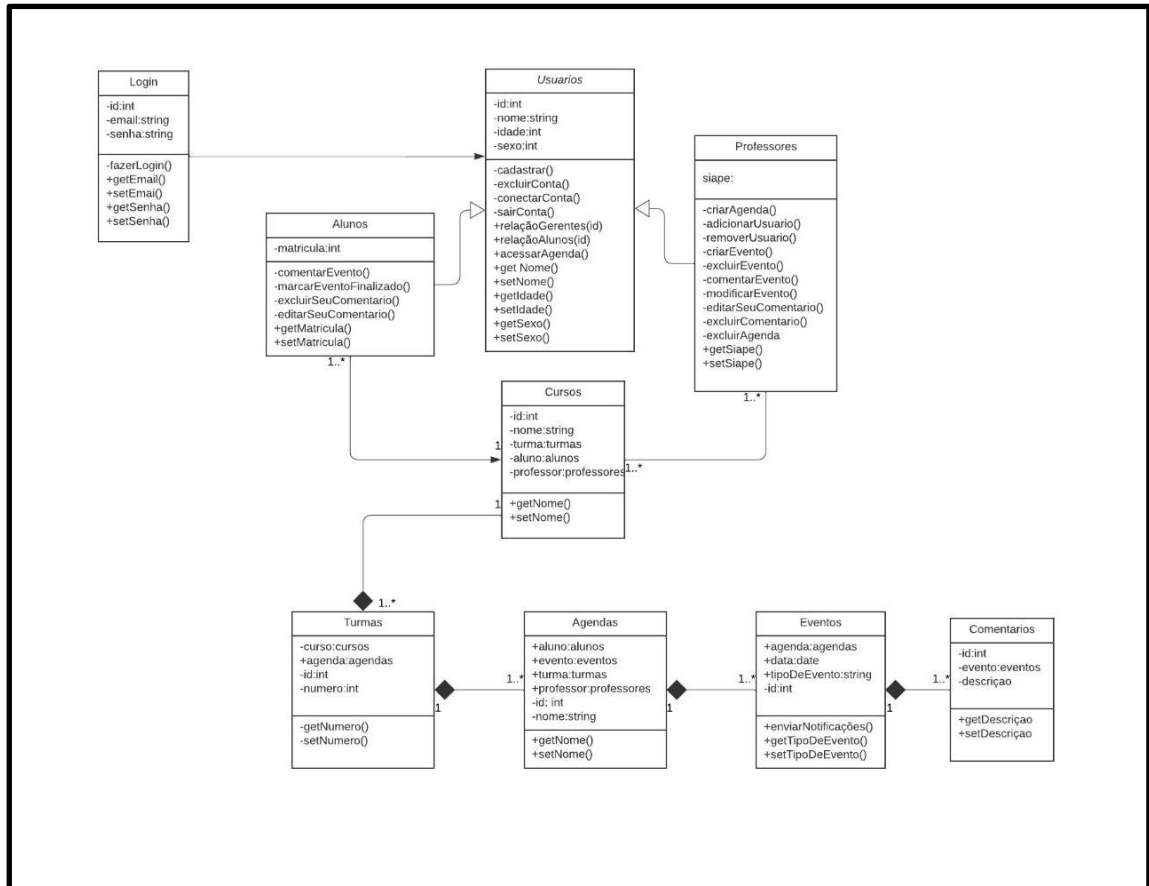 Login
-id:int
-email:string
-senha:string
-fazerLogin()
+getEmail()
+setEmai()
+getSenha()
+setSenha()
Usuarios
-id:int
-nome:string
-idade:int
-sexo:int
-cadastrar()
-excluirConta()
-conectarConta()
-sairConta()
+relaçãoGerentes(id)
+relaçãoAlunos(id)
+acessarAgenda()
+get Nome()
+setNome()
+getIdade()
+setIdade()
+getSexo()
+setSexo()
Professores
siape:
-criarAgenda()
-adicionarUsuario()
-removerUsuario()
-criarEvento()
-excluirEvento()
-comentarEvento()
-modificarEvento()
-editarSeuComentario()
-excluirComentario()
-excluirAgenda
+getSiape()
+setSiape()
1..*
Alunos
-matricula:int
-comentarEvento()
-marcarEventoFinalizado()
-excluirSeuComentario()
-editarSeuComentario()
+getMatricula()
+setMatricula()
1..*
Cursos
-id:int
-nome:string
-turma:turmas
-aluno:alunos
-professor:professores
+getNome()
+setNome()
1
1..*
1
1..*
Turmas
-curso:cursos
+agenda:agendas
-id:int
-numero:int
-getNumero()
-setNumero()
1
1..*
Agendas
+aluno:alunos
+evento:eventos
+turma:turmas
+professor:professores
-id: int
-nome:string
+getNome()
+setNome()
1
1..*
Eventos
+agenda:agendas
+data:date
+tipoDeEvento:string
-id:int
+enviarNotificações()
+getTipoDeEvento()
+setTipoDeEvento()
1
1..*
Comentarios
-id:int
-evento:eventos
-descriçao
+getDescriçao
+setDescriçao